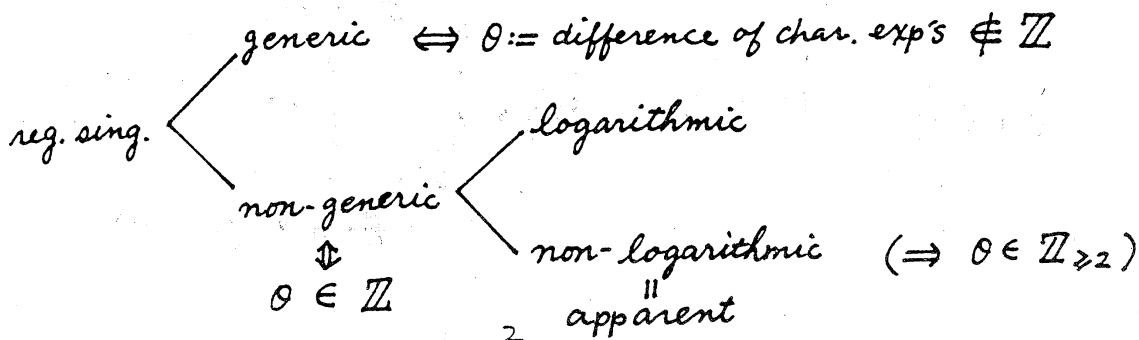 generic ⇔ θ := difference of char. exp's ∉ ℤ
logarithmic
reg. sing.
non-generic
⇕
non-logarithmic (⇒ θ ∈ ℤ≥2)
θ ∈ ℤ
॥
apparent
2